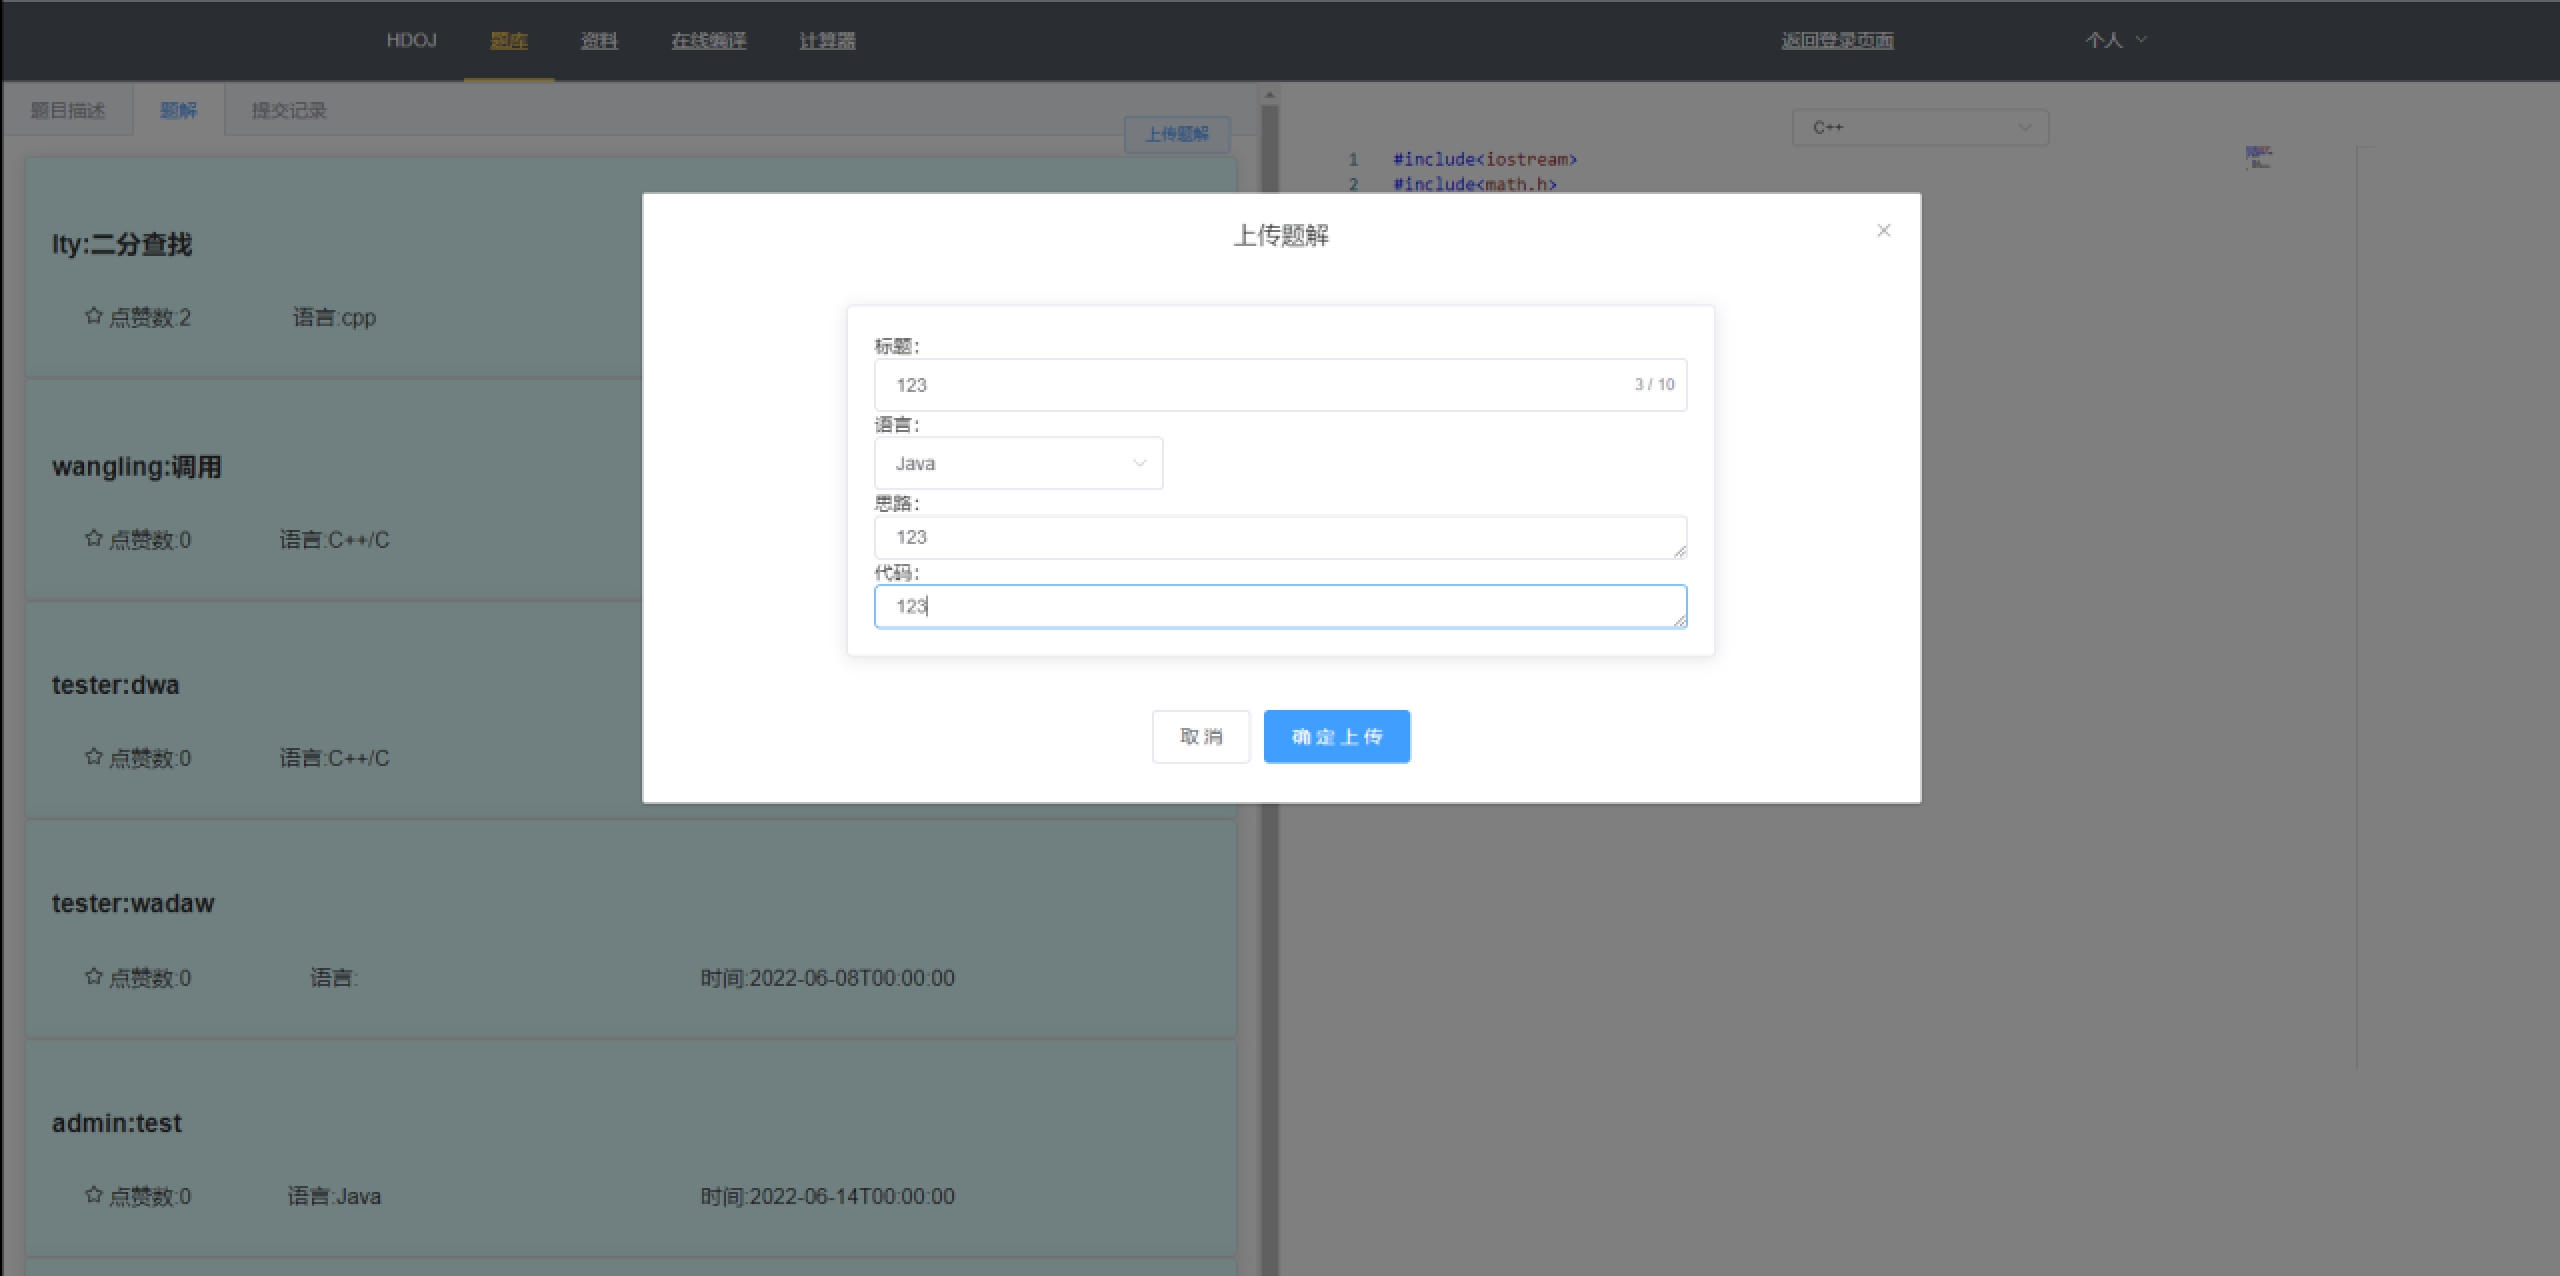 HDOJ 题库 资料 在线编译 计算器 返回登录页面 个人
题目描述 题解 提交记录
上传题解
C++
1 #include<iostream>
2 #include<math.h>
lty:二分查找
点赞数:2 语言:cpp
wangling:调用
点赞数:0 语言:C++/C
tester:dwa
点赞数:0 语言:C++/C
tester:wadaw
点赞数:0 语言: 时间:2022-06-08T00:00:00
admin:test
点赞数:0 语言:Java 时间:2022-06-14T00:00:00
上传题解
标题:
123 3 / 10
语言:
Java
思路:
123
代码:
123
取消 确定上传